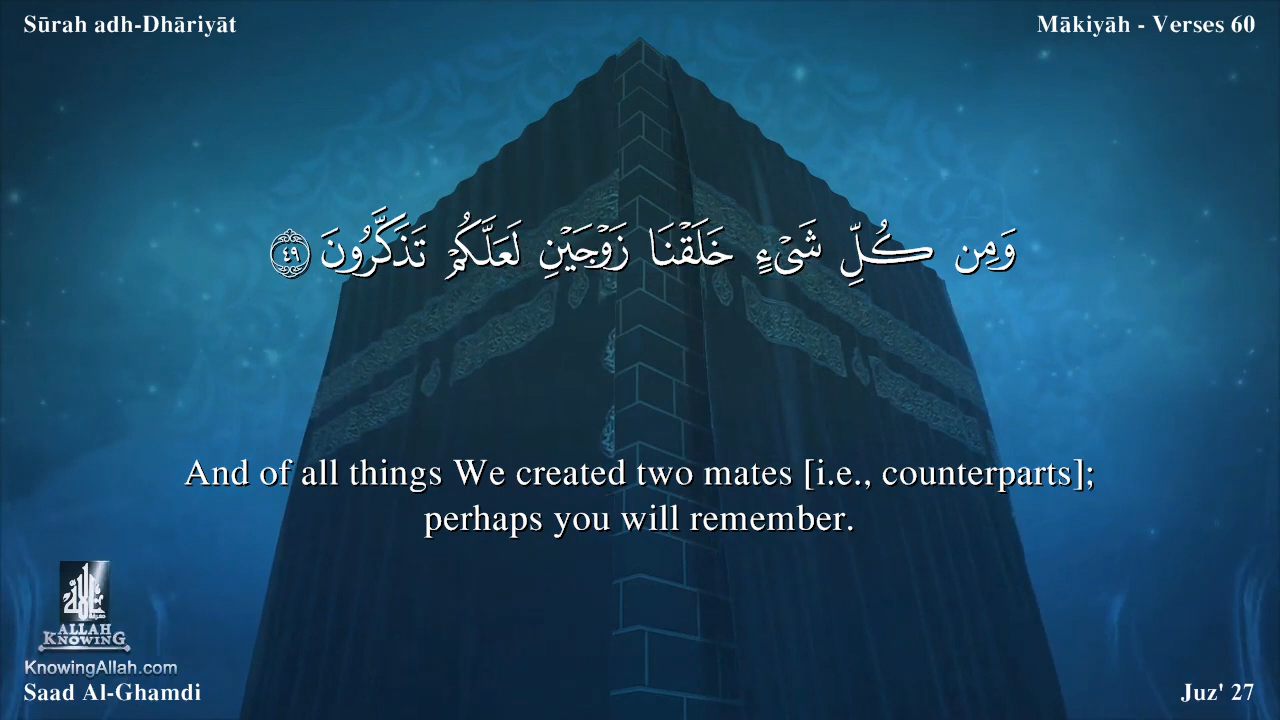 Sūrah adh-Dhāriyāt
Mākiyāh - Verses 60
وَمِن كُلِّ شَىْءٍ خَلَقْنَا زَوْجَيْنِ لَعَلَّكُمْ تَذَكَّرُونَ ٤٩
And of all things We created two mates [i.e., counterparts];
perhaps you will remember.
ALLAH
KNOWING
KnowingAllah.com
Saad Al-Ghamdi
Juz' 27